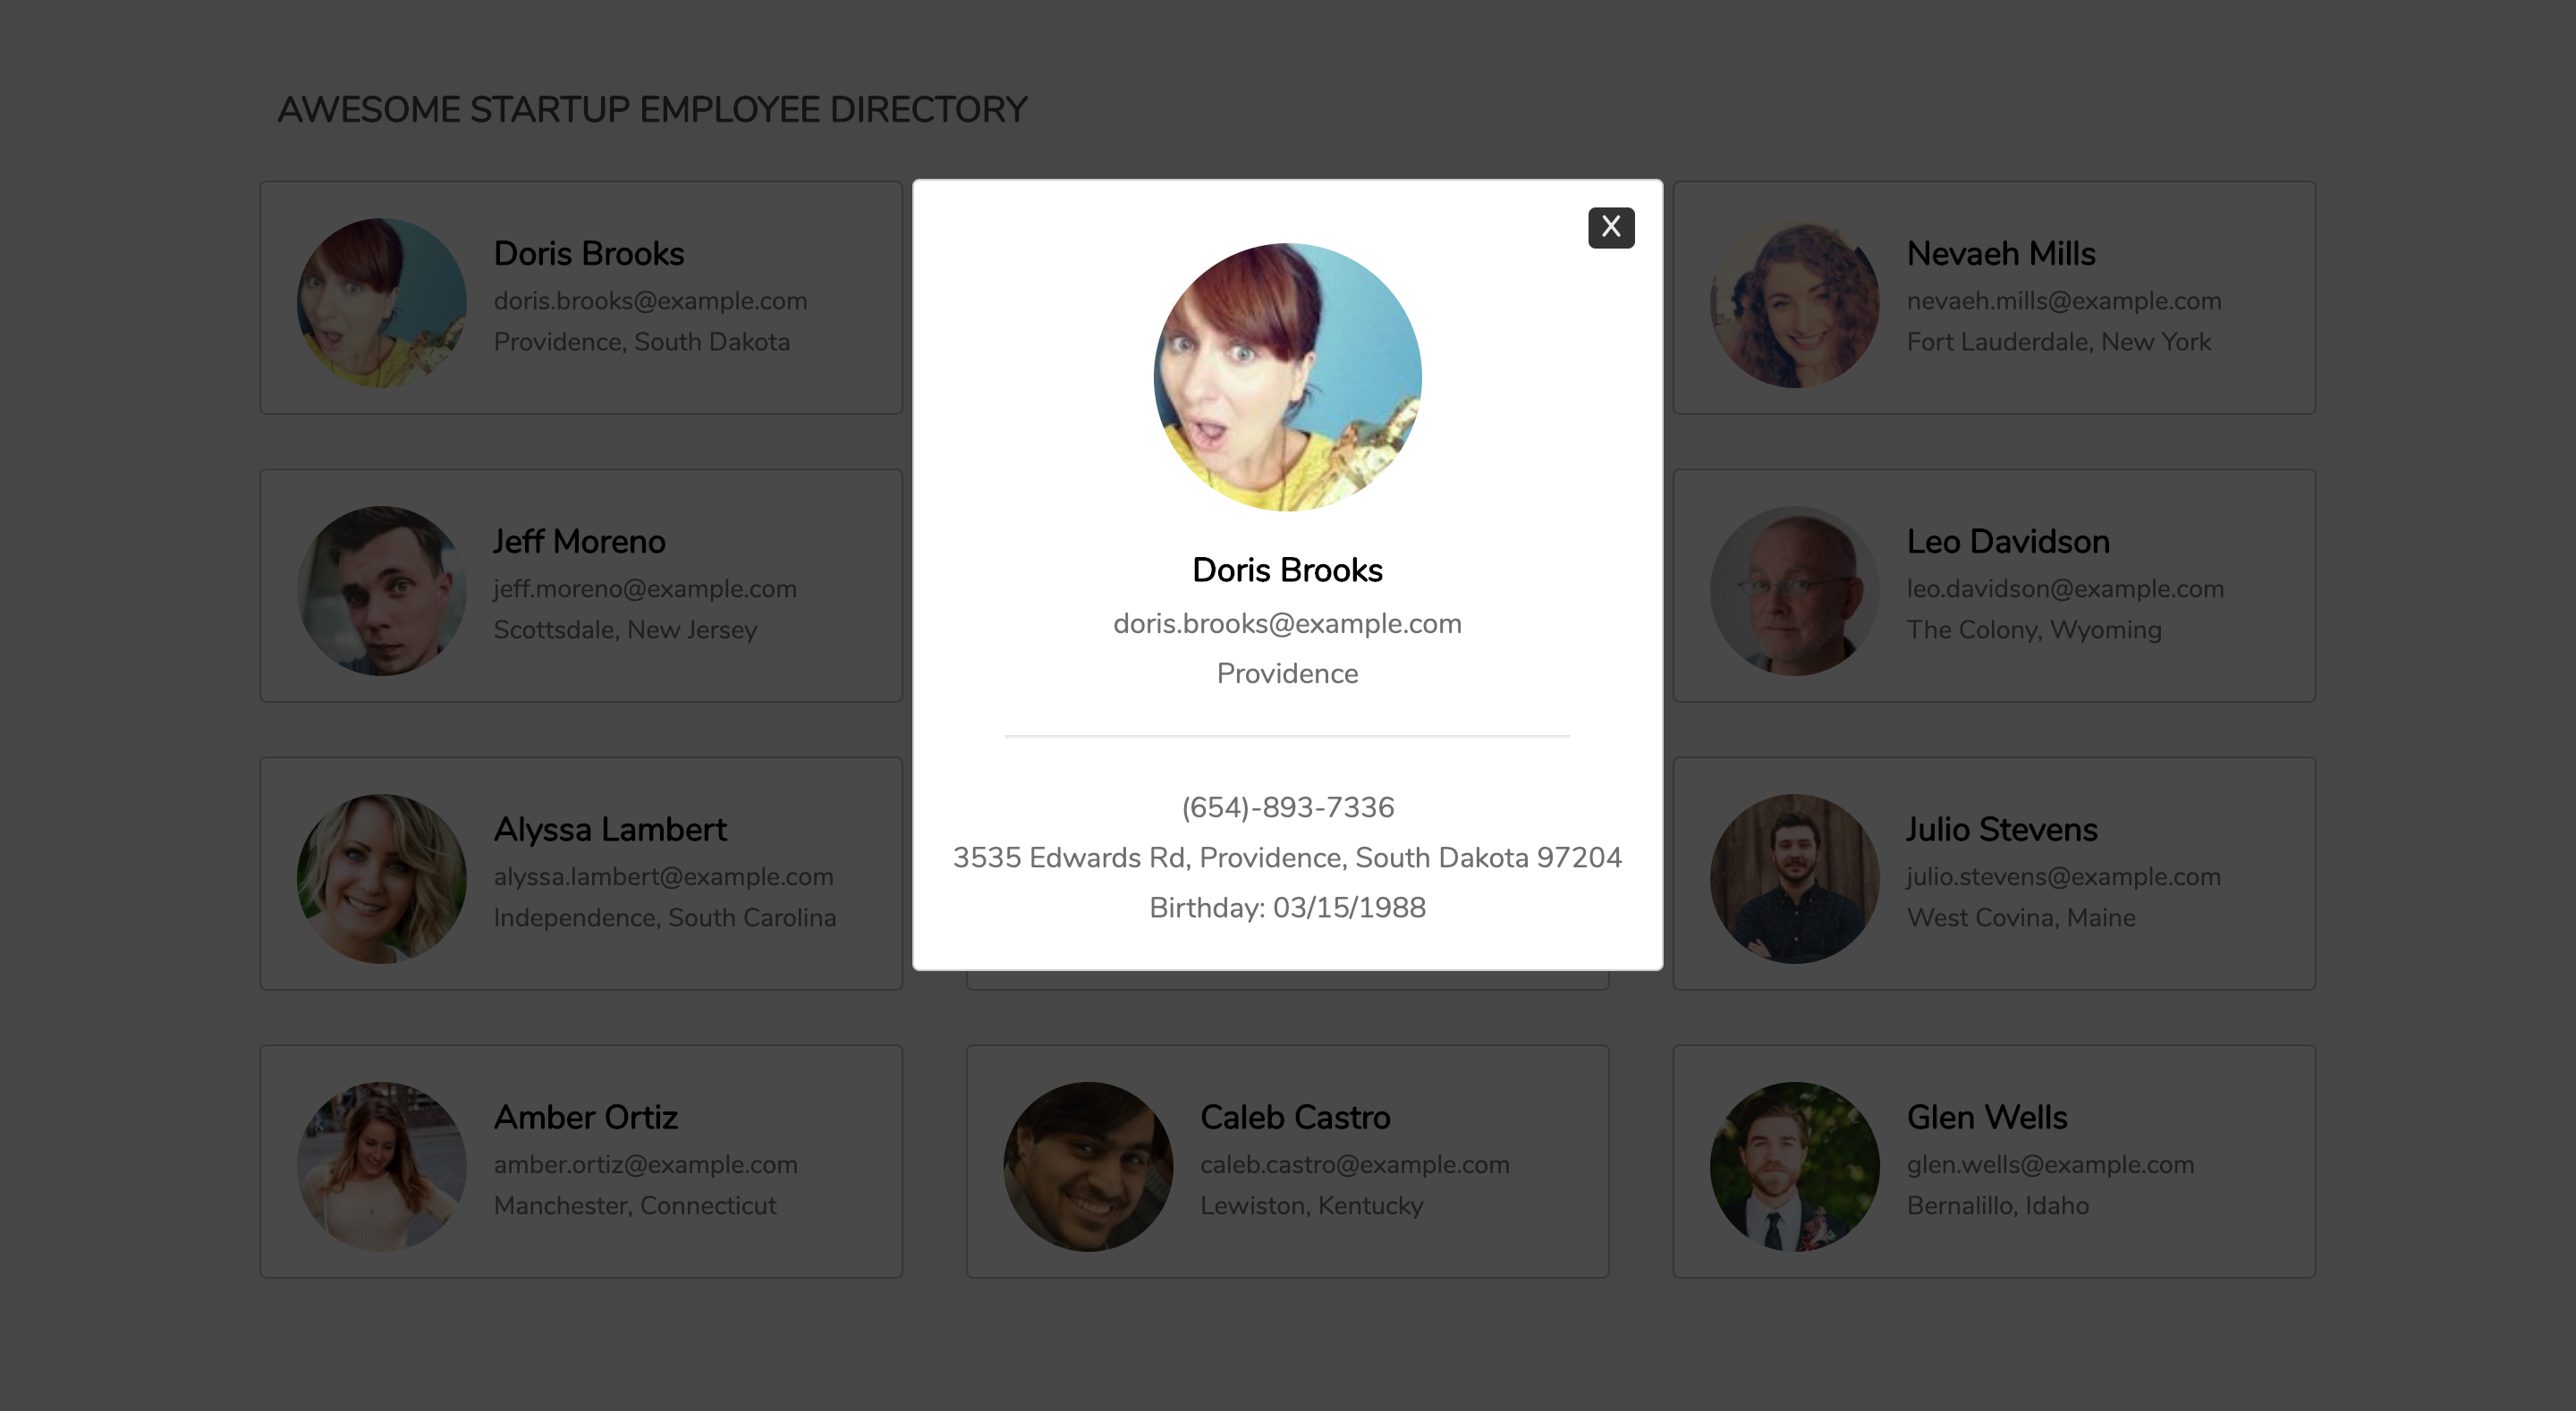 AWESOME STARTUP EMPLOYEE DIRECTORY
Doris Brooks
doris.brooks@example.com
Providence, South Dakota
X
Doris Brooks
doris.brooks@example.com
Providence
(654)-893-7336
3535 Edwards Rd, Providence, South Dakota 97204
Birthday: 03/15/1988
Nevaeh Mills
nevaeh.mills@example.com
Fort Lauderdale, New York
Jeff Moreno
jeff.moreno@example.com
Scottsdale, New Jersey
Leo Davidson
leo.davidson@example.com
The Colony, Wyoming
Alyssa Lambert
alyssa.lambert@example.com
Independence, South Carolina
Julio Stevens
julio.stevens@example.com
West Covina, Maine
Amber Ortiz
amber.ortiz@example.com
Manchester, Connecticut
Caleb Castro
caleb.castro@example.com
Lewiston, Kentucky
Glen Wells
glen.wells@example.com
Bernalillo, Idaho